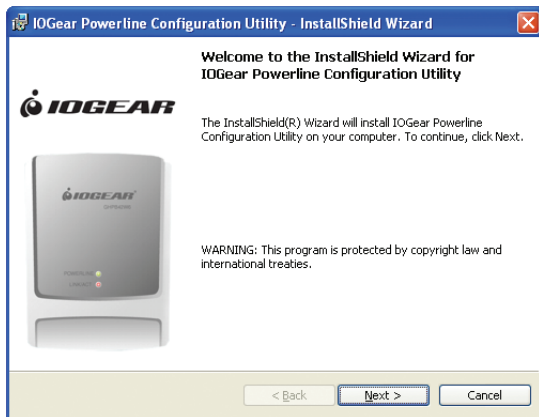 IOGear Powerline Configuration Utility - InstallShield Wizard
Welcome to the InstallShield Wizard for
IOGear Powerline Configuration Utility
IOGEAR
The InstallShield(R) Wizard will install IOGear Powerline
Configuration Utility on your computer. To continue, click Next.
IOGEAR
POWERLINE
WARNING: This program is protected by copyright law and
international treaties.
< Back
Next >
Cancel